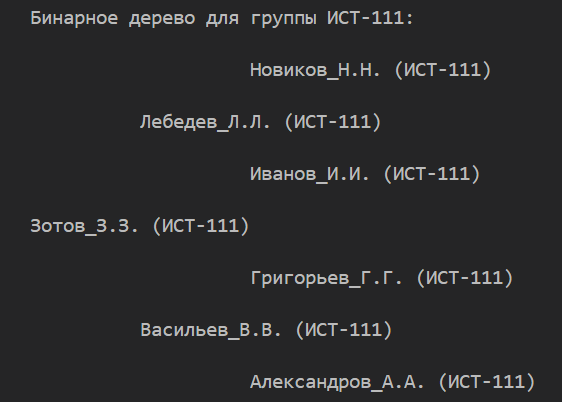 Бинарное дерево для группы ИСТ-111:
Новиков_Н.Н. (ИСТ-111)
Лебедев_Л.Л. (ИСТ-111)
Иванов_И.И. (ИСТ-111)
Зотов_З.З. (ИСТ-111)
Григорьев_Г.Г. (ИСТ-111)
Васильев_В.В. (ИСТ-111)
Александров_А.А. (ИСТ-111)